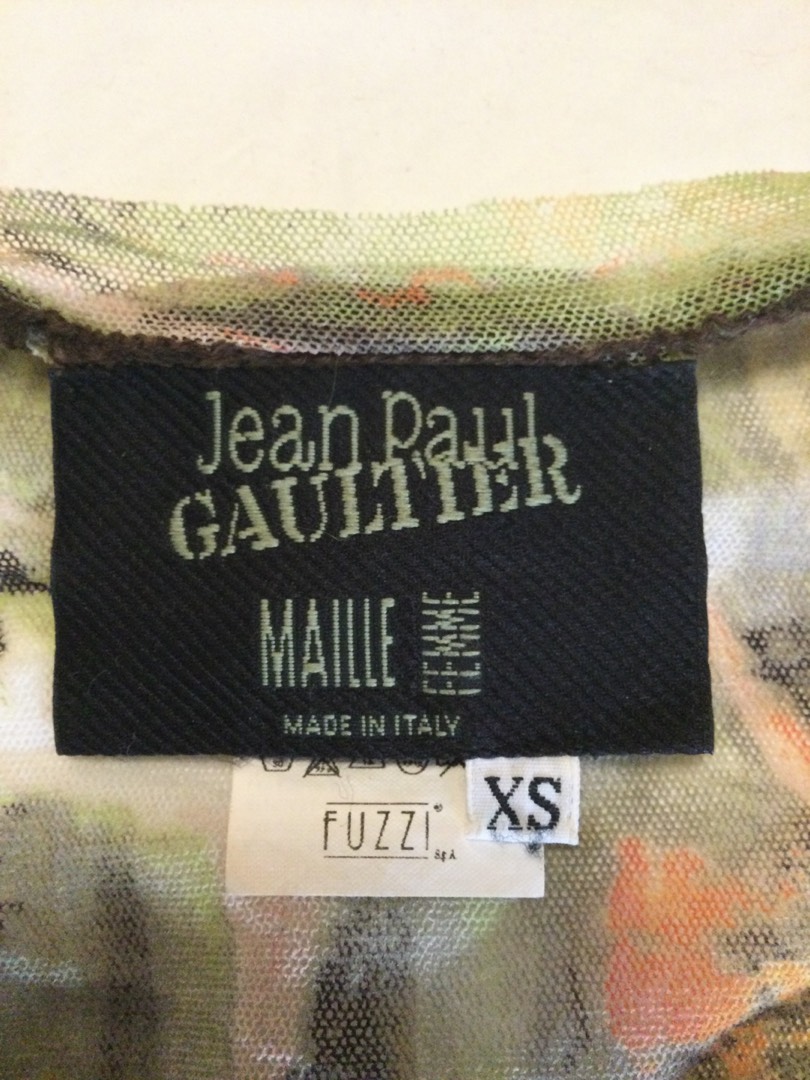 Jean Paul
GAULTIER
MAILLE FEMME
MADE IN ITALY
XS
FUZZI®
S.p.A